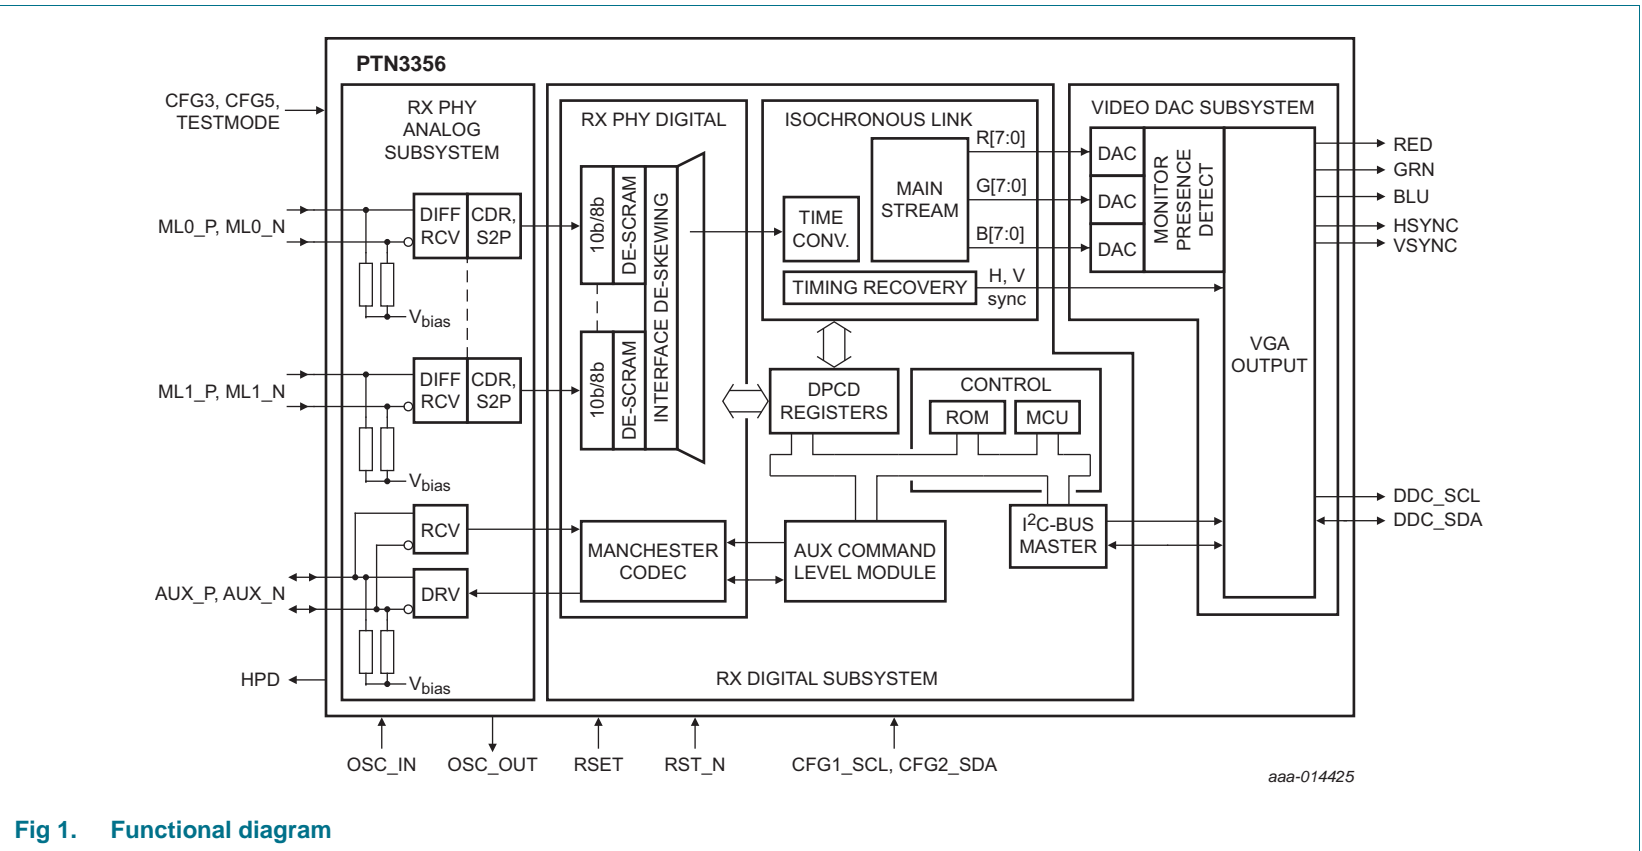 PTN3356
CFG3, CFG5,
TESTMODE
RX PHY
ANALOG
SUBSYSTEM
RX PHY DIGITAL
ISOCHRONOUS LINK
VIDEO DAC SUBSYSTEM
ML0_P, ML0_N
DIFF
RCV
CDR,
S2P
Vbias
10b/8b
DE-SCRAM
INTERFACE DE-SKEWING
TIME
CONV.
MAIN
STREAM
R[7:0]
G[7:0]
B[7:0]
TIMING RECOVERY
H, V
sync
DAC
DAC
DAC
MONITOR
PRESENCE
DETECT
VGA
OUTPUT
RED
GRN
BLU
HSYNC
VSYNC
ML1_P, ML1_N
DIFF
RCV
CDR,
S2P
Vbias
10b/8b
DE-SCRAM
DPCD
REGISTERS
CONTROL
ROM
MCU
RCV
DRV
AUX_P, AUX_N
Vbias
MANCHESTER
CODEC
AUX COMMAND
LEVEL MODULE
I2C-BUS
MASTER
DDC_SCL
DDC_SDA
HPD
RX DIGITAL SUBSYSTEM
OSC_IN
OSC_OUT
RSET
RST_N
CFG1_SCL, CFG2_SDA
aaa-014425
Fig 1. Functional diagram